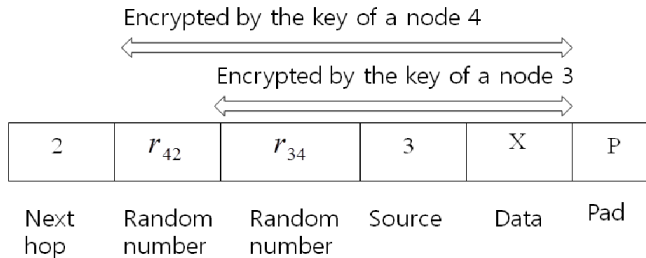 Encrypted by the key of a node 4
Encrypted by the key of a node 3
2 r₄₂ r₃₄ 3 X P
Next hop Random number Random number Source Data Pad